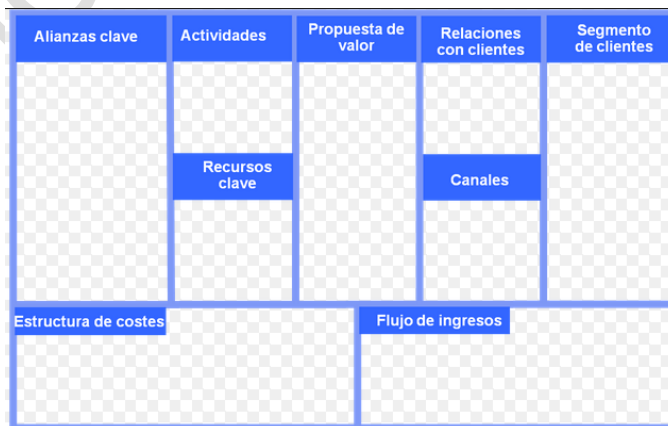 Alianzas clave
Actividades
Propuesta de
valor
Relaciones
con clientes
Segmento
de clientes
Recursos
clave
Canales
Estructura de costes
Flujo de ingresos